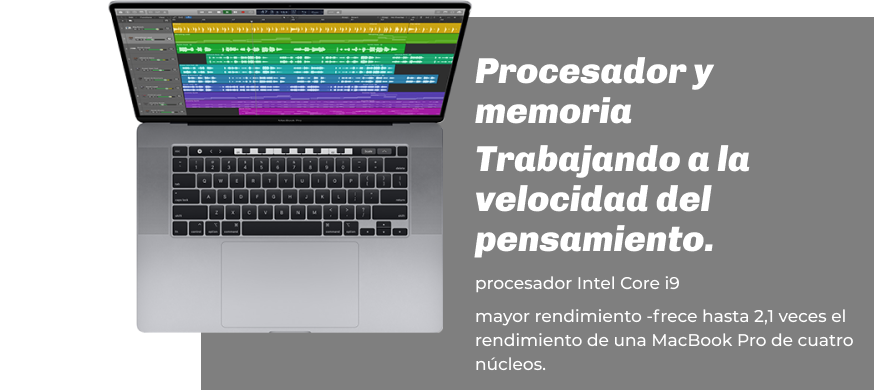 Procesador y
memoria
Trabajando a la
velocidad del
pensamiento.
procesador Intel Core i9
mayor rendimiento -frece hasta 2,1 veces el
rendimiento de una MacBook Pro de cuatro
núcleos.